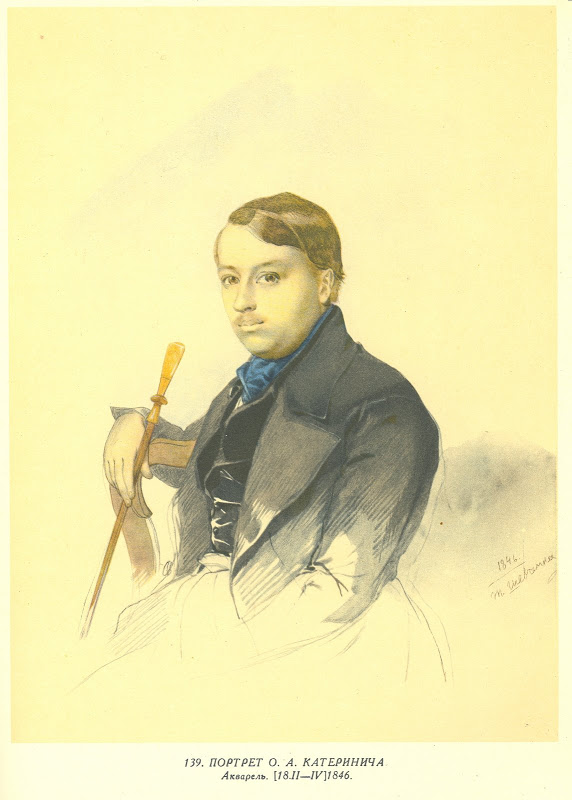 1846
Т. Шевченко
139. ПОРТРЕТ О. А. КАТЕРИНИЧА
Акварель. [18.II—IV]1846.